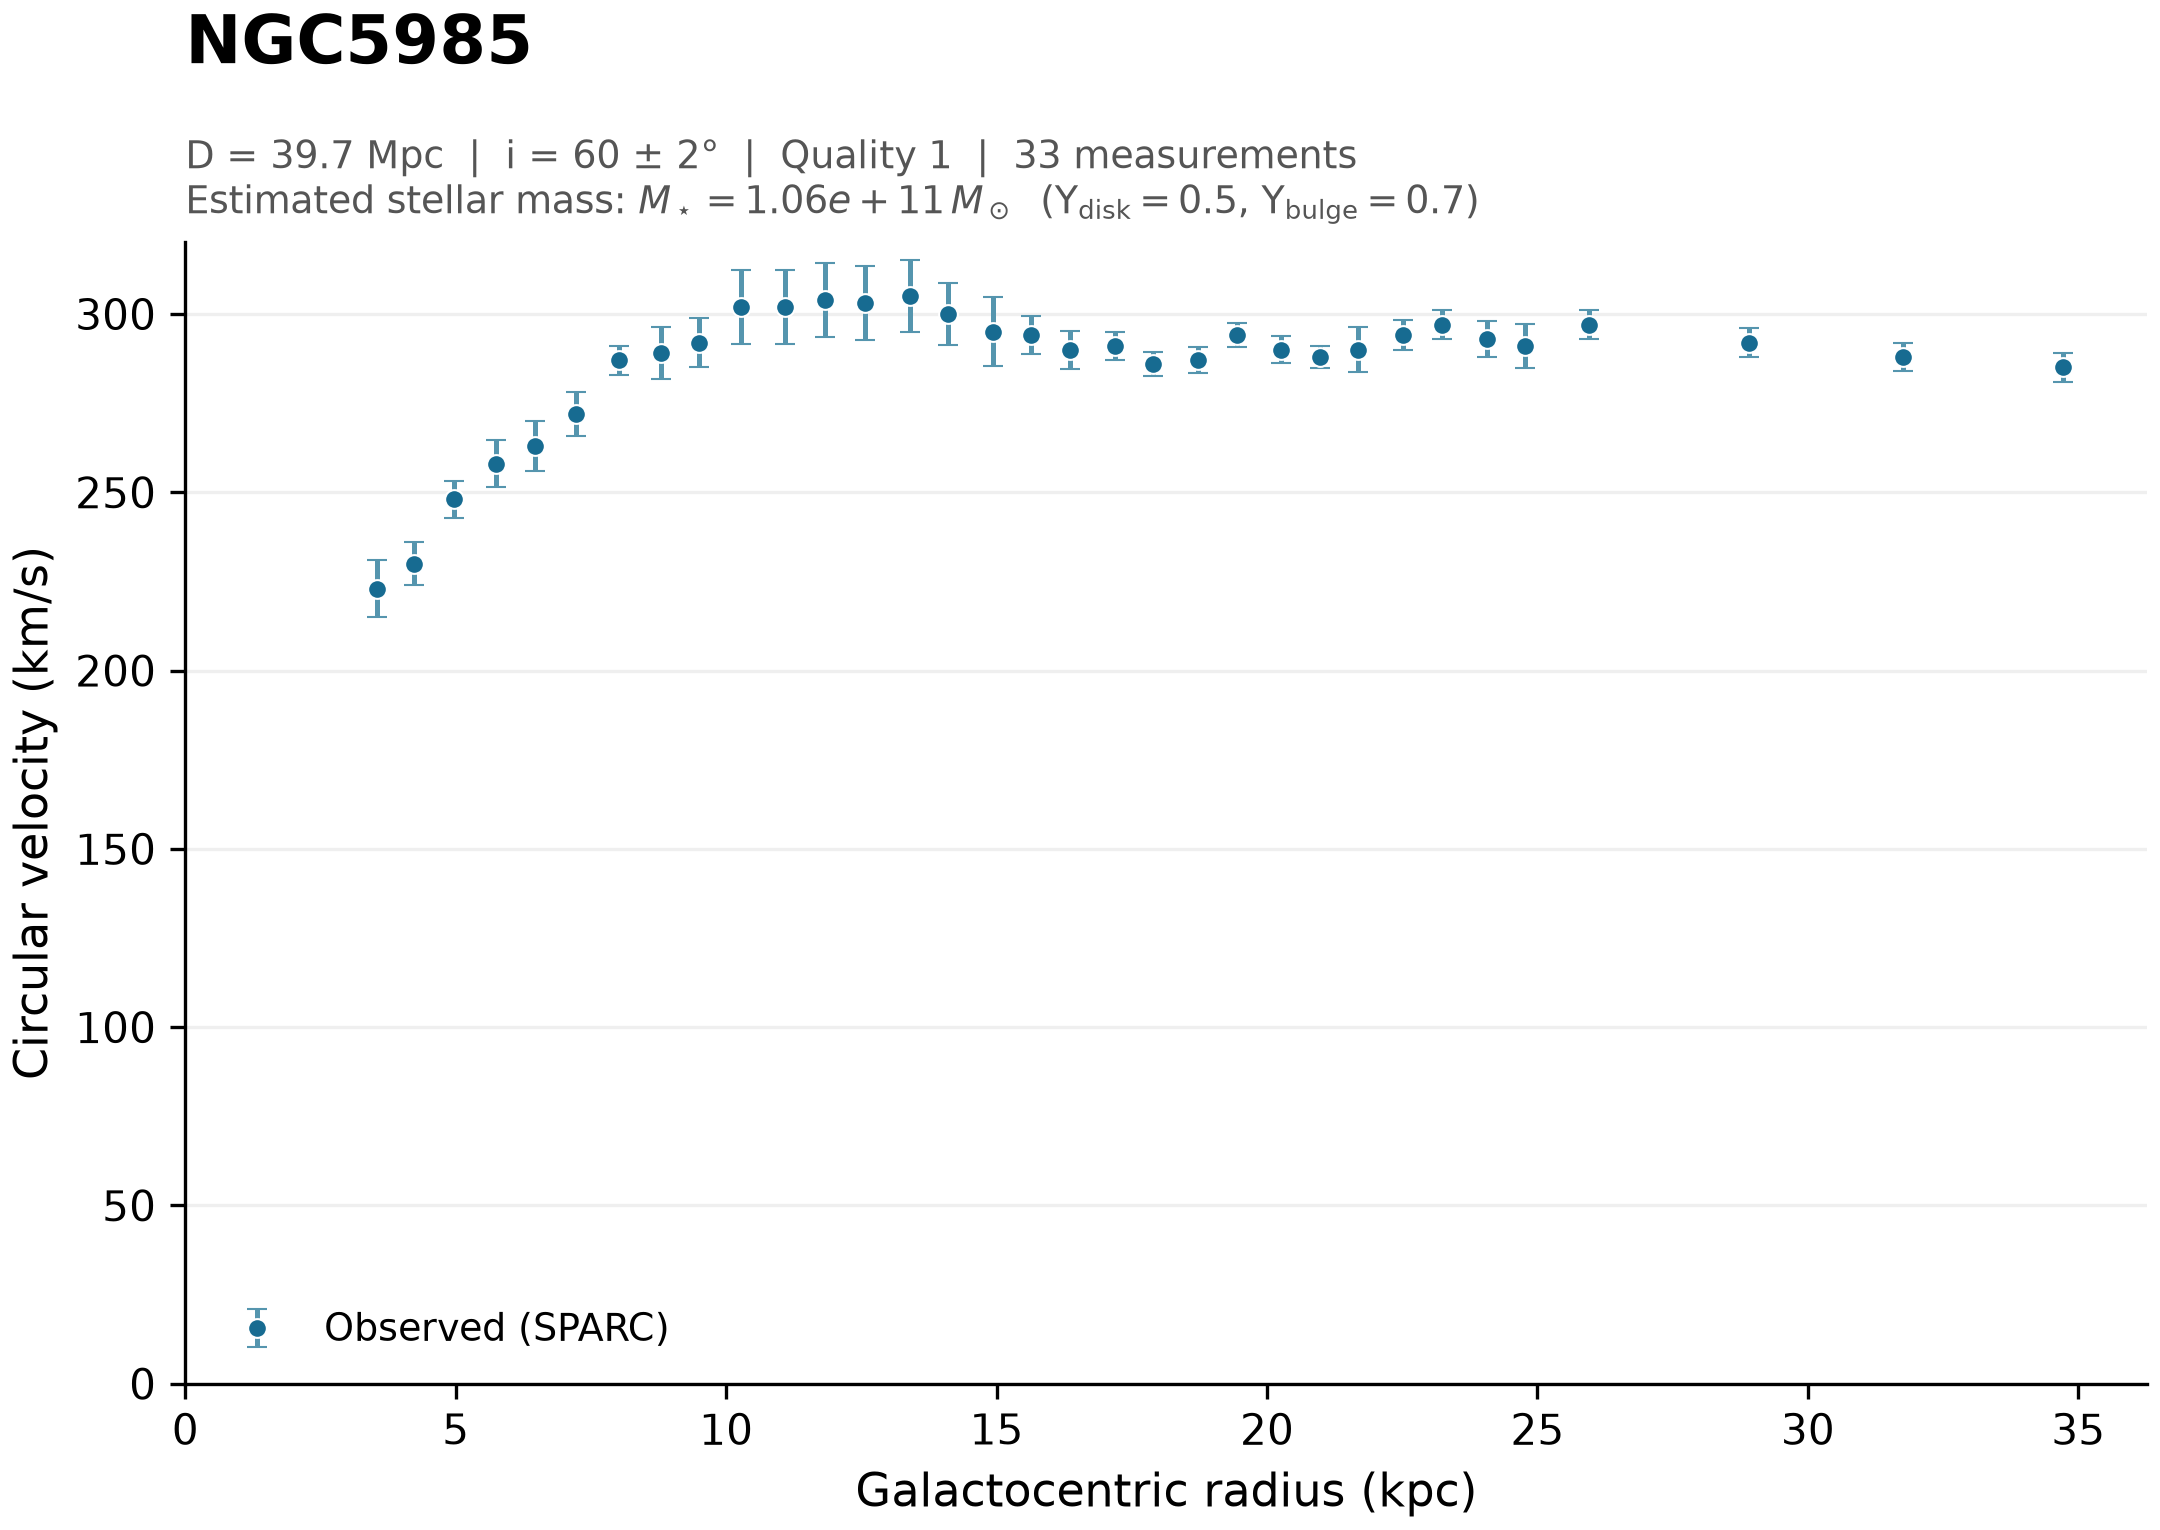 NGC5985
D = 39.7 Mpc | i = 60 ± 2° | Quality 1 | 33 measurements
Estimated stellar mass: M⋆ = 1.06e + 11 M⊙ (Υdisk = 0.5, Υbulge = 0.7)
300
250
200
150
100
50
0
Circular velocity (km/s)
Observed (SPARC)
0 5 10 15 20 25 30 35
Galactocentric radius (kpc)